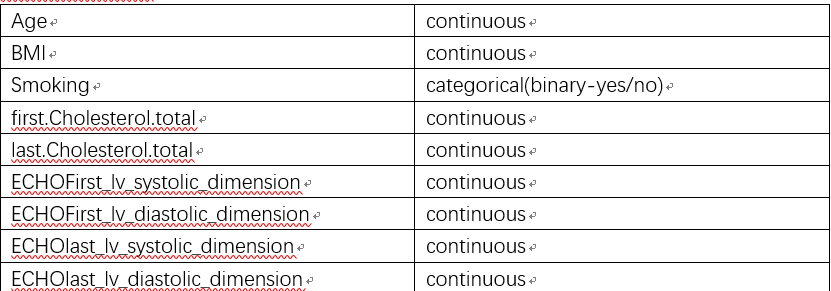 Age continuous
BMI continuous
Smoking categorical(binary-yes/no)
first.Cholesterol.total continuous
last.Cholesterol.total continuous
ECHOFirst_lv_systolic_dimension continuous
ECHOFirst_lv_diastolic_dimension continuous
ECHOlast_lv_systolic_dimension continuous
ECHOlast_lv_diastolic_dimension continuous